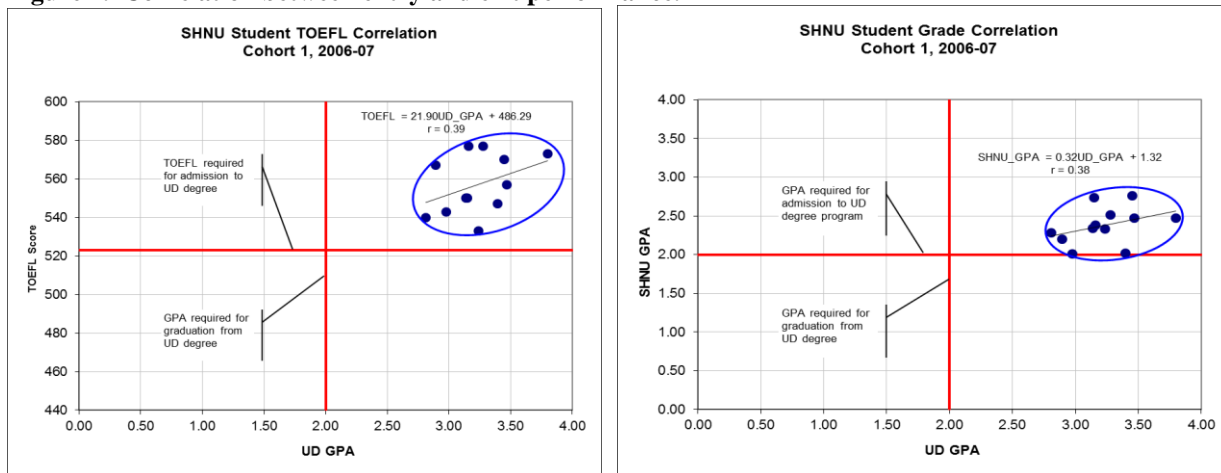 SHNU Student TOEFL Correlation
Cohort 1, 2006-07
600
580
560
540
520
500
480
460
440
TOEFL Score
TOEFL = 21.90UD_GPA + 486.29
r = 0.39
TOEFL required
for admission to
UD degree
GPA required for
graduation from
UD degree
0.00 0.50 1.00 1.50 2.00 2.50 3.00 3.50 4.00
UD GPA
SHNU Student Grade Correlation
Cohort 1, 2006-07
4.00
3.50
3.00
2.50
2.00
1.50
1.00
0.50
0.00
SHNU GPA
SHNU_GPA = 0.32UD_GPA + 1.32
r = 0.38
GPA required for
admission to UD
degree program
GPA required for
graduation from
UD degree
0.00 0.50 1.00 1.50 2.00 2.50 3.00 3.50 4.00
UD GPA